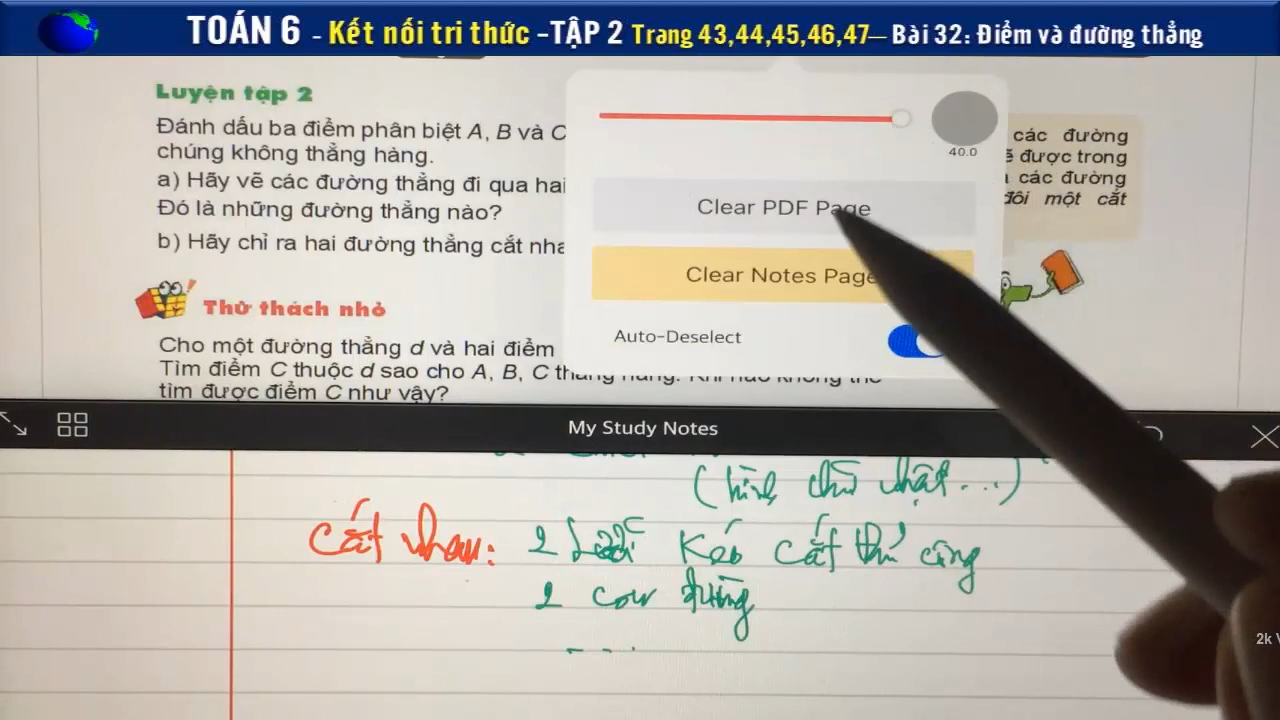 TOÁN 6 - Kết nối tri thức -TẬP 2 Trang 43,44,45,46,47— Bài 32: Điểm và đường thẳng
Luyện tập 2
Đánh dấu ba điểm phân biệt A, B và C
chúng không thẳng hàng.
a) Hãy vẽ các đường thẳng đi qua hai
Đó là những đường thẳng nào?
b) Hãy chỉ ra hai đường thẳng cắt nha
các đường
được trong
các đường
đôi một cắt
40.0
Clear PDF Page
Clear Notes Page
Auto-Deselect
Thử thách nhỏ
Cho một đường thẳng d và hai điểm
Tìm điểm C thuộc d sao cho A, B, C thẳng hàng. Khi nào không thể
tìm được điểm C như vậy?
My Study Notes
(hình chữ nhật...)
Cắt nhau: 2 lưỡi kéo cắt thủ công
2 con đường
....
2k